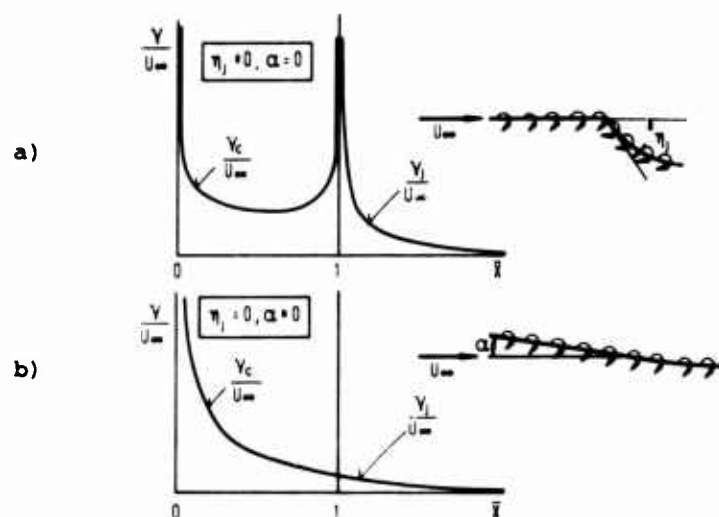 a)
γ/U∞
ηⱼ ≠ 0, α = 0
γc/U∞
γⱼ/U∞
U∞
ηⱼ
0 1 x̄
b)
γ/U∞
ηⱼ = 0, α ≠ 0
γc/U∞
γⱼ/U∞
α
U∞
0 1 x̄